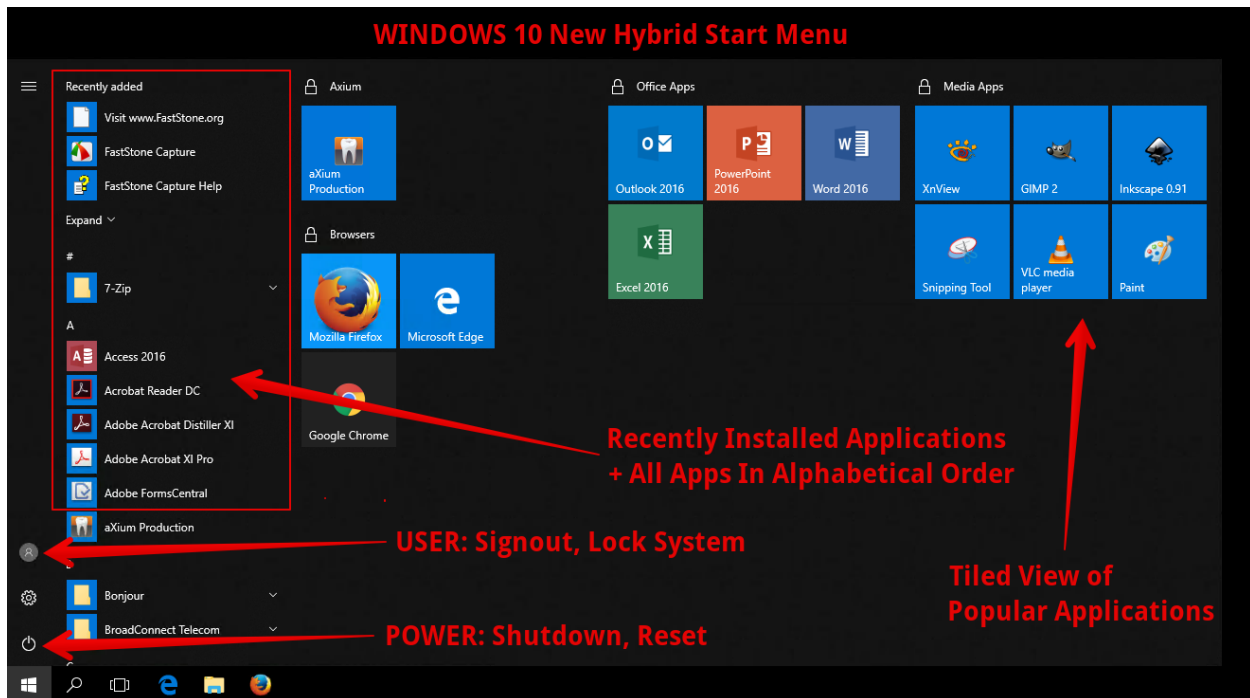 WINDOWS 10 New Hybrid Start Menu
Recently added
Visit www.FastStone.org
FastStone Capture
FastStone Capture Help
Expand
#
7-Zip
A
Access 2016
Acrobat Reader DC
Adobe Acrobat Distiller XI
Adobe Acrobat XI Pro
Adobe FormsCentral
aXium Production
Bonjour
BroadConnect Telecom
Axium
aXium
Production
Browsers
Mozilla Firefox
Microsoft Edge
Google Chrome
Office Apps
Outlook 2016
PowerPoint
2016
Word 2016
Excel 2016
Media Apps
XnView
GIMP 2
Inkscape 0.91
Snipping Tool
VLC media
player
Paint
Recently Installed Applications
+ All Apps In Alphabetical Order
USER: Signout, Lock System
Tiled View of
Popular Applications
POWER: Shutdown, Reset